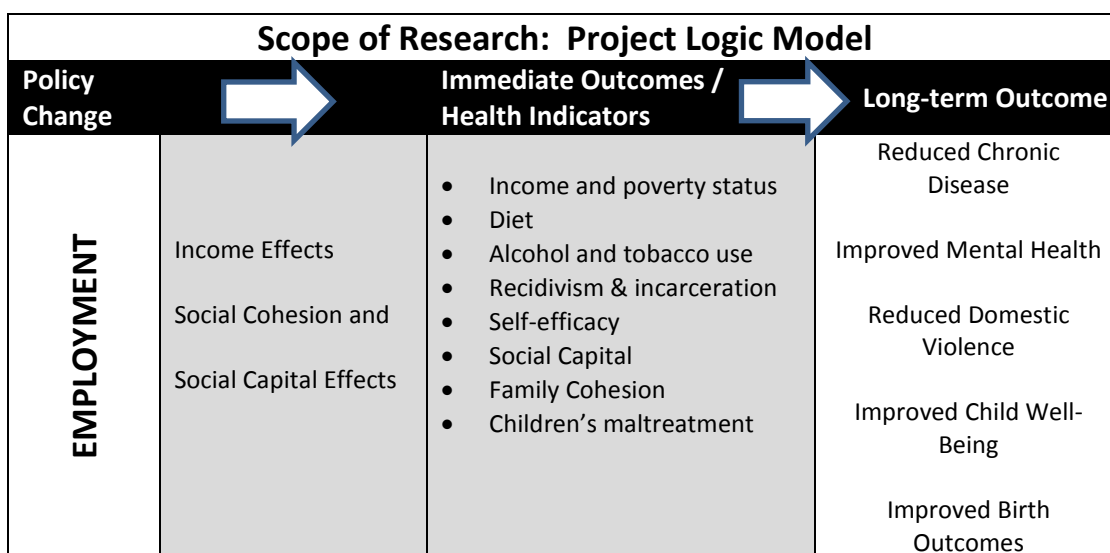 Scope of Research: Project Logic Model
Policy
Change
Immediate Outcomes /
Health Indicators
Long-term Outcome
EMPLOYMENT
Income Effects
Social Cohesion and
Social Capital Effects
• Income and poverty status
• Diet
• Alcohol and tobacco use
• Recidivism & incarceration
• Self-efficacy
• Social Capital
• Family Cohesion
• Children’s maltreatment
Reduced Chronic
Disease
Improved Mental Health
Reduced Domestic
Violence
Improved Child Well-
Being
Improved Birth
Outcomes